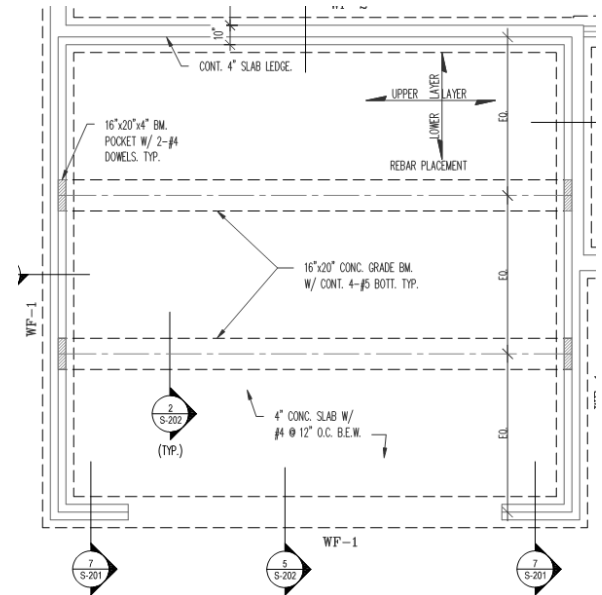 10"
CONT. 4" SLAB LEDGE.
UPPER LAYER
LOWER LAYER
REBAR PLACEMENT
EQ.
16"x20"x4" BM.
POCKET W/ 2-#4
DOWELS. TYP.
16"x20" CONC. GRADE BM.
W/ CONT. 4-#5 BOTT. TYP.
EQ.
WF-1
2
S-202
(TYP.)
4" CONC. SLAB W/
#4 @ 12" O.C. B.E.W.
EQ.
WF-1
7
S-201
5
S-202
7
S-201